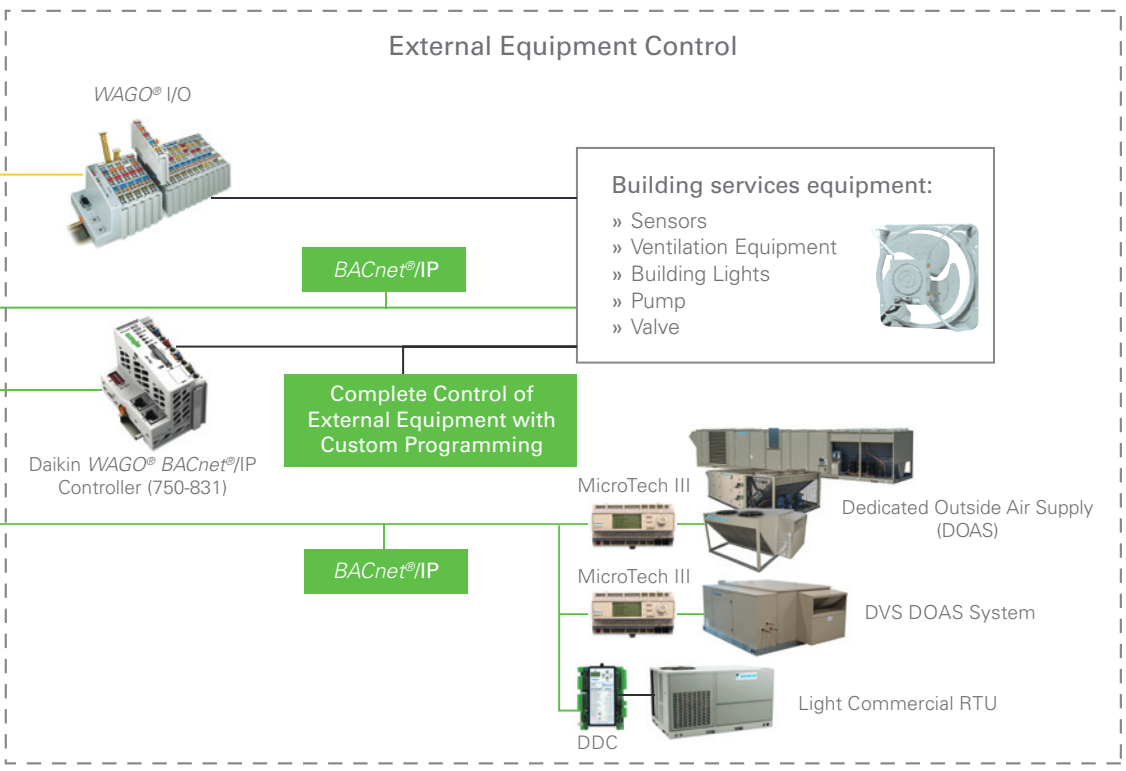 External Equipment Control
WAGO® I/O
Building services equipment:
» Sensors
» Ventilation Equipment
» Building Lights
» Pump
» Valve
BACnet®/IP
Complete Control of
External Equipment with
Custom Programming
Daikin WAGO® BACnet®/IP
Controller (750-831)
MicroTech III
Dedicated Outside Air Supply
(DOAS)
BACnet®/IP
MicroTech III
DVS DOAS System
Light Commercial RTU
DDC